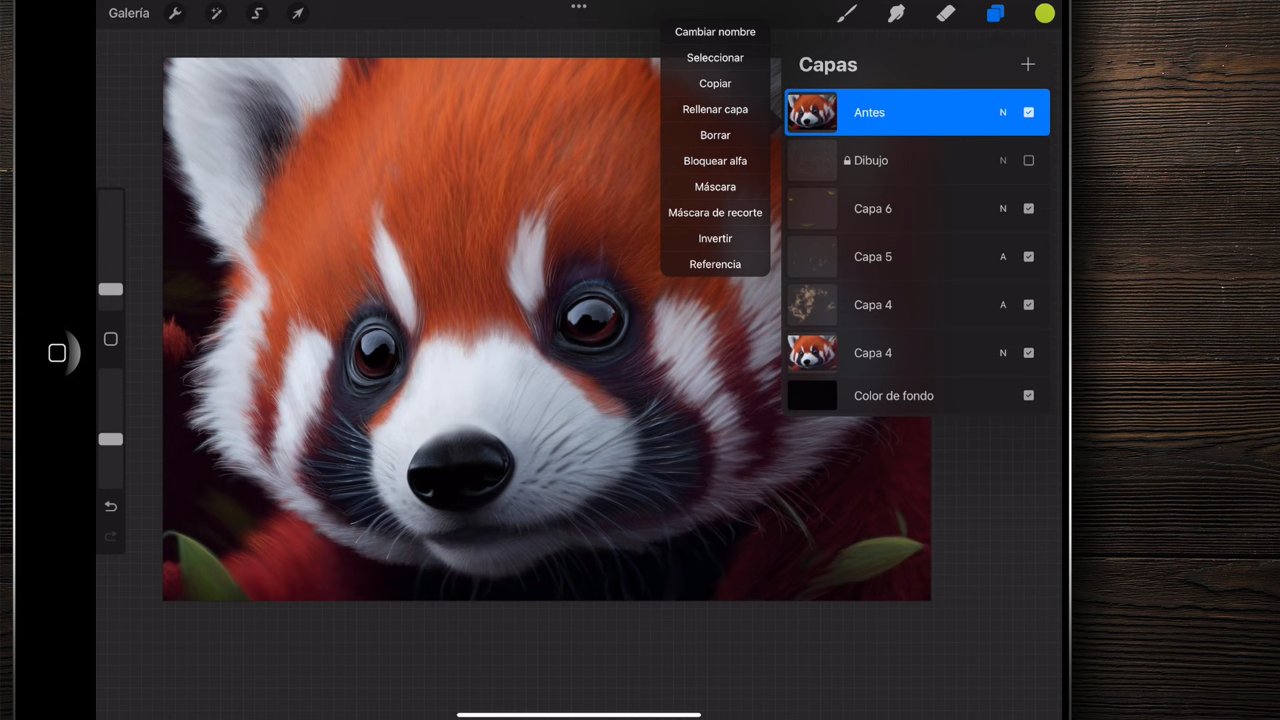 Galería
Cambiar nombre
Seleccionar
Copiar
Rellenar capa
Borrar
Bloquear alfa
Máscara
Máscara de recorte
Invertir
Referencia
Capas
Antes N
Dibujo N
Capa 6 N
Capa 5 A
Capa 4 A
Capa 4 N
Color de fondo